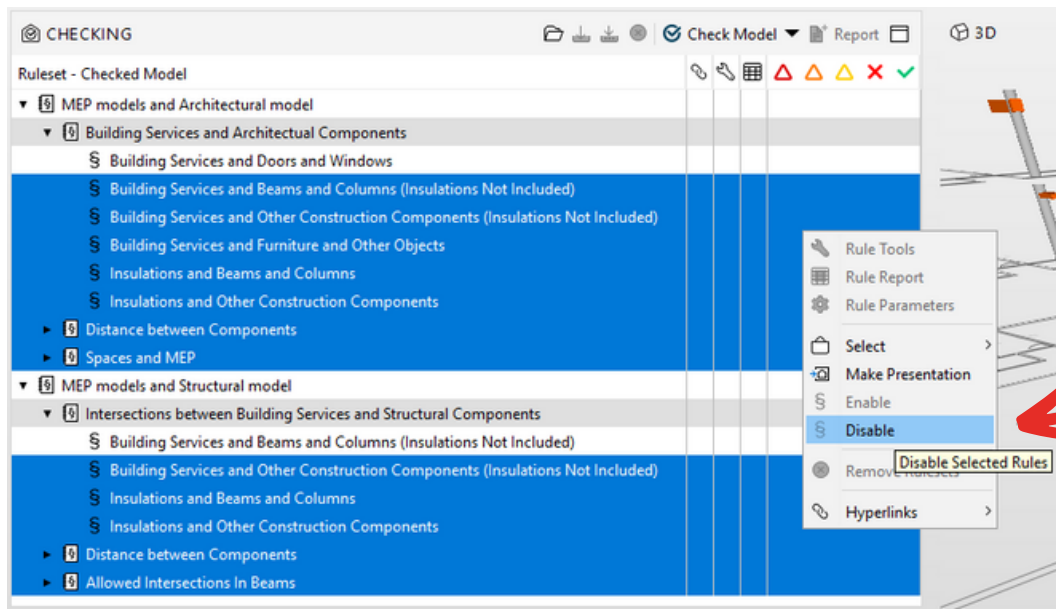 CHECKING
Check Model
Report
3D
Ruleset - Checked Model
MEP models and Architectural model
Building Services and Architectual Components
§ Building Services and Doors and Windows
§ Building Services and Beams and Columns (Insulations Not Included)
§ Building Services and Other Construction Components (Insulations Not Included)
§ Building Services and Furniture and Other Objects
§ Insulations and Beams and Columns
§ Insulations and Other Construction Components
Distance between Components
Spaces and MEP
MEP models and Structural model
Intersections between Building Services and Structural Components
§ Building Services and Beams and Columns (Insulations Not Included)
§ Building Services and Other Construction Components (Insulations Not Included)
§ Insulations and Beams and Columns
§ Insulations and Other Construction Components
Distance between Components
Allowed Intersections In Beams
Rule Tools
Rule Report
Rule Parameters
Select
Make Presentation
§ Enable
§ Disable
Disable Selected Rules
Remove
Hyperlinks